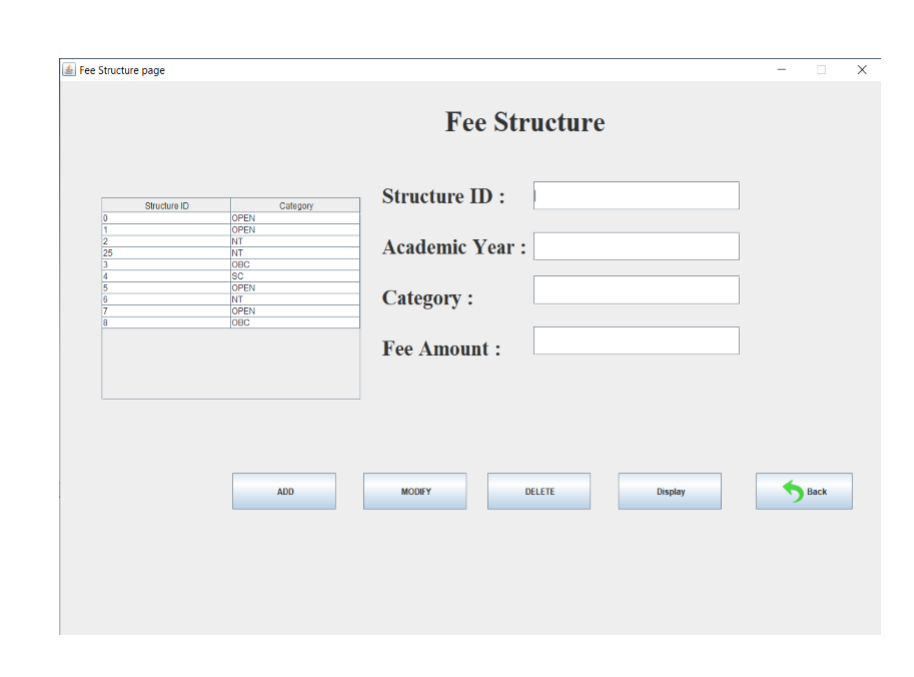 Fee Structure page
Fee Structure
Structure ID :
Academic Year :
Category :
Fee Amount :
Structure ID Category
0 OPEN
1 OPEN
2 NT
25 NT
3 OBC
4 SC
5 OPEN
6 NT
7 OPEN
8 OBC
ADD MODIFY DELETE Display Back